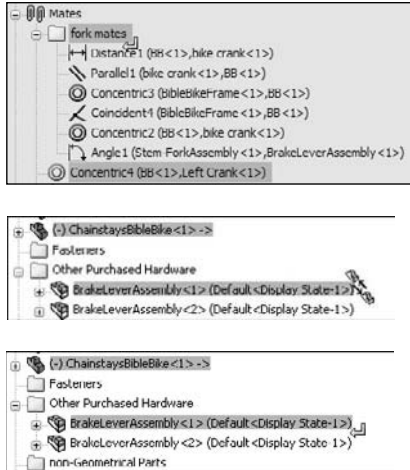 Mates
fork mates
Distance1 (BB<1>,bike crank<1>)
Parallel1 (bike crank<1>,BB<1>)
Concentric3 (BibleBikeFrame<1>,BB<1>)
Coincident4 (BibleBikeFrame<1>,BB<1>)
Concentric2 (BB<1>,bike crank<1>)
Angle1 (Stem-ForkAssembly<1>,BrakeLeverAssembly<1>)
Concentric4 (BB<1>,Left Crank<1>)
(-) ChainstaysBibleBike<1> ->
Fasteners
Other Purchased Hardware
BrakeLeverAssembly<1> (Default<Display State-1>)
BrakeLeverAssembly<2> (Default<Display State-1>)
(-) ChainstaysBibleBike<1> ->
Fasteners
Other Purchased Hardware
BrakeLeverAssembly<1> (Default<Display State-1>)
BrakeLeverAssembly<2> (Default<Display State-1>)
non-Geometrical Parts